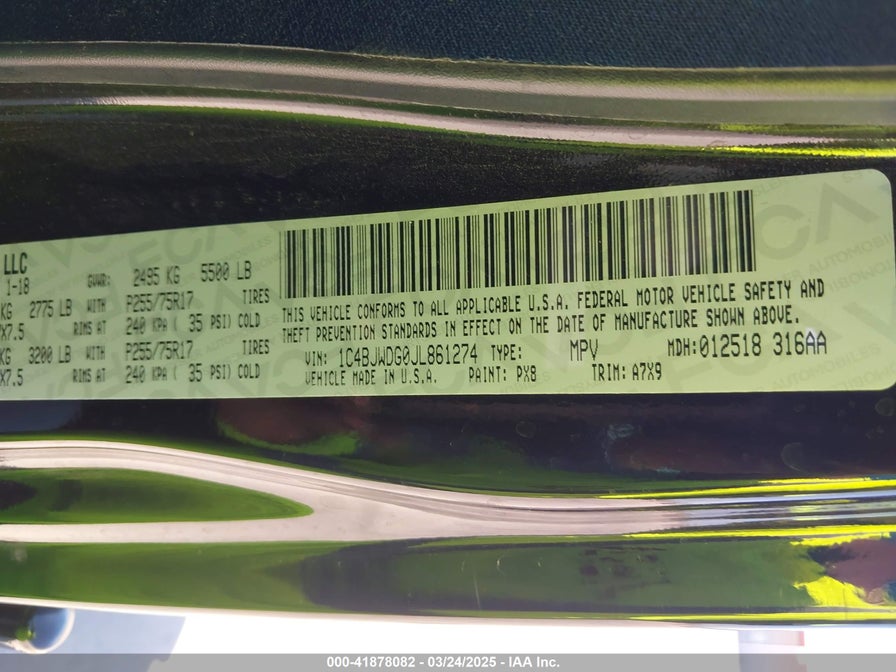 LLC
1-18 GVWR: 2495 KG 5500 LB
KG 2775 LB WITH P255/75R17 TIRES
X7.5 RIMS AT 240 KPA ( 35 PSI) COLD
KG 3200 LB WITH P255/75R17 TIRES
X7.5 RIMS AT 240 KPA ( 35 PSI) COLD
THIS VEHICLE CONFORMS TO ALL APPLICABLE U.S.A. FEDERAL MOTOR VEHICLE SAFETY AND
THEFT PREVENTION STANDARDS IN EFFECT ON THE DATE OF MANUFACTURE SHOWN ABOVE.
VIN: 1C4BJWDG0JL861274 TYPE: MPV MDH:012518 316AA
VEHICLE MADE IN U.S.A. PAINT: PX8 TRIM: A7X9
000-41878082 - 03/24/2025 - IAA Inc.